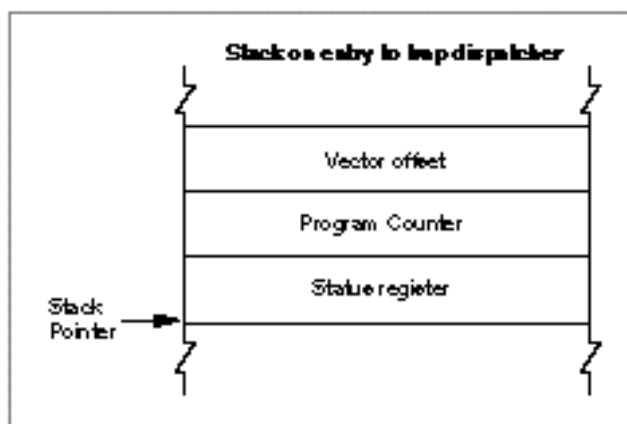 Stack on entry to trap dispatcher
Vector offset
Program Counter
Status register
Stack
Pointer